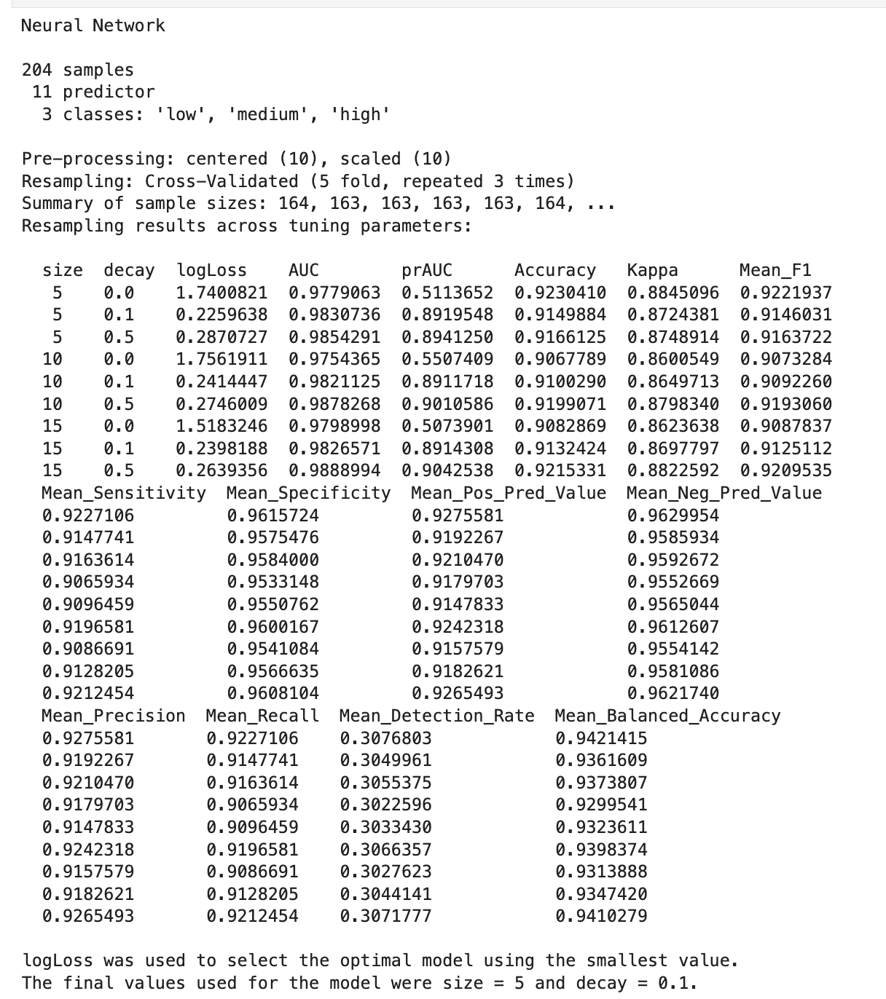 Neural Network
204 samples
11 predictor
3 classes: 'low', 'medium', 'high'
Pre-processing: centered (10), scaled (10)
Resampling: Cross-Validated (5 fold, repeated 3 times)
Summary of sample sizes: 164, 163, 163, 163, 163, 164, ...
Resampling results across tuning parameters:
size decay logLoss AUC prAUC Accuracy Kappa Mean_F1
5 0.0 1.7400821 0.9779063 0.5113652 0.9230410 0.8845096 0.9221937
5 0.1 0.2259638 0.9830736 0.8919548 0.9149884 0.8724381 0.9146031
5 0.5 0.2870727 0.9854291 0.8941250 0.9166125 0.8748914 0.9163722
10 0.0 1.7561911 0.9754365 0.5507409 0.9067789 0.8600549 0.9073284
10 0.1 0.2414447 0.9821125 0.8911718 0.9100290 0.8649713 0.9092260
10 0.5 0.2746009 0.9878268 0.9010586 0.9199071 0.8798340 0.9193060
15 0.0 1.5183246 0.9798998 0.5073901 0.9082869 0.8623638 0.9087837
15 0.1 0.2398188 0.9826571 0.8914308 0.9132424 0.8697797 0.9125112
15 0.5 0.2639356 0.9888994 0.9042538 0.9215331 0.8822592 0.9209535
Mean_Sensitivity Mean_Specificity Mean_Pos_Pred_Value Mean_Neg_Pred_Value
0.9227106 0.9615724 0.9275581 0.9629954
0.9147741 0.9575476 0.9192267 0.9585934
0.9163614 0.9584000 0.9210470 0.9592672
0.9065934 0.9533148 0.9179703 0.9552669
0.9096459 0.9550762 0.9147833 0.9565044
0.9196581 0.9600167 0.9242318 0.9612607
0.9086691 0.9541084 0.9157579 0.9554142
0.9128205 0.9566635 0.9182621 0.9581086
0.9212454 0.9608104 0.9265493 0.9621740
Mean_Precision Mean_Recall Mean_Detection_Rate Mean_Balanced_Accuracy
0.9275581 0.9227106 0.3076803 0.9421415
0.9192267 0.9147741 0.3049961 0.9361609
0.9210470 0.9163614 0.3055375 0.9373807
0.9179703 0.9065934 0.3022596 0.9299541
0.9147833 0.9096459 0.3033430 0.9323611
0.9242318 0.9196581 0.3066357 0.9398374
0.9157579 0.9086691 0.3027623 0.9313888
0.9182621 0.9128205 0.3044141 0.9347420
0.9265493 0.9212454 0.3071777 0.9410279
logLoss was used to select the optimal model using the smallest value.
The final values used for the model were size = 5 and decay = 0.1.